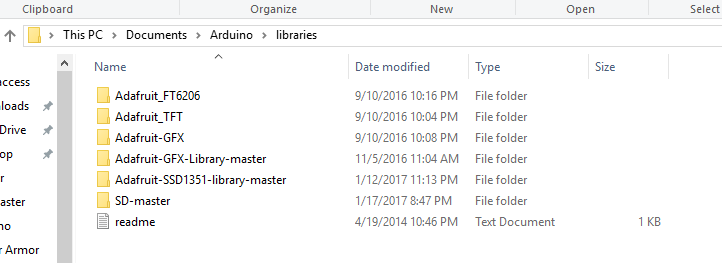 Clipboard Organize New Open Select
This PC > Documents > Arduino > libraries
Name Date modified Type Size
access
Adafruit_FT6206 9/10/2016 10:16 PM File folder
nloads
Adafruit_TFT 9/10/2016 10:04 PM File folder
Drive
Adafruit-GFX 9/10/2016 10:08 PM File folder
op
Adafruit-GFX-Library-master 11/5/2016 11:04 AM File folder
r
Adafruit-SSD1351-library-master 1/12/2017 11:13 PM File folder
aster
SD-master 1/17/2017 8:47 PM File folder
no
readme 4/19/2014 10:46 PM Text Document 1 KB
r Armor